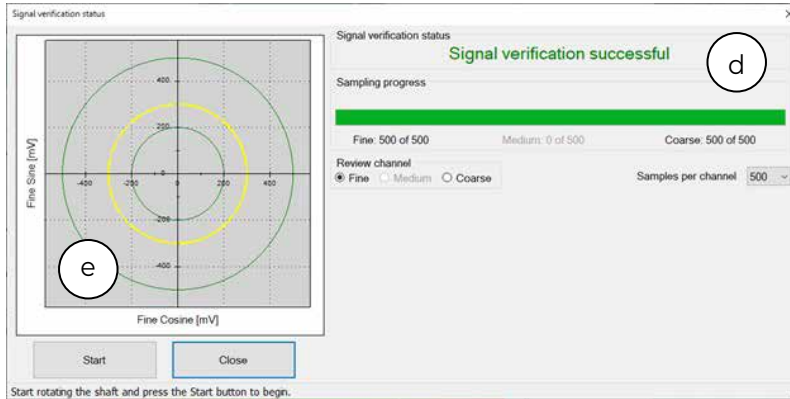 Signal verification status
Signal verification status
Signal verification successful
d
Sampling progress
Fine: 500 of 500 Medium: 0 of 500 Coarse: 500 of 500
Review channel
Fine Medium Coarse
Samples per channel 500
Fine Sine [mV]
400
200
-400 -200 0 200 400
-200
-400
e
Fine Cosine [mV]
Start Close
Start rotating the shaft and press the Start button to begin.